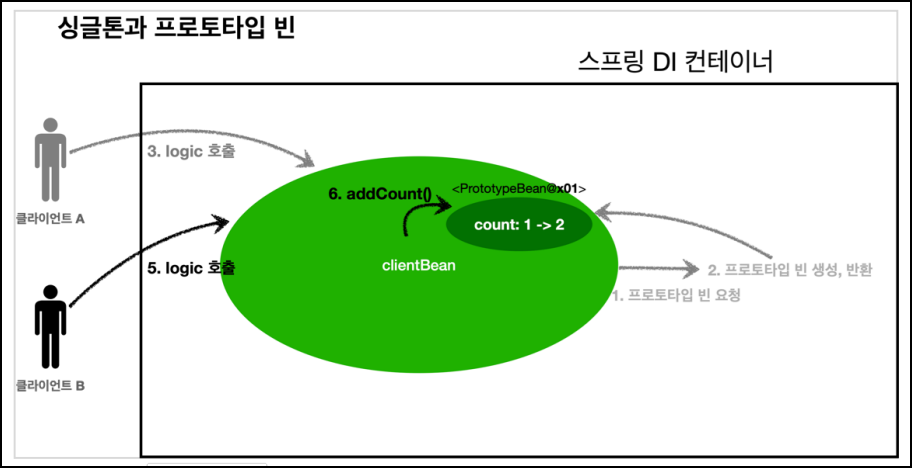 싱글톤과 프로토타입 빈
스프링 DI 컨테이너
3. logic 호출
클라이언트 A
6. addCount()
<PrototypeBean@x01>
count: 1 -> 2
clientBean
5. logic 호출
2. 프로토타입 빈 생성, 반환
1. 프로토타입 빈 요청
클라이언트 B